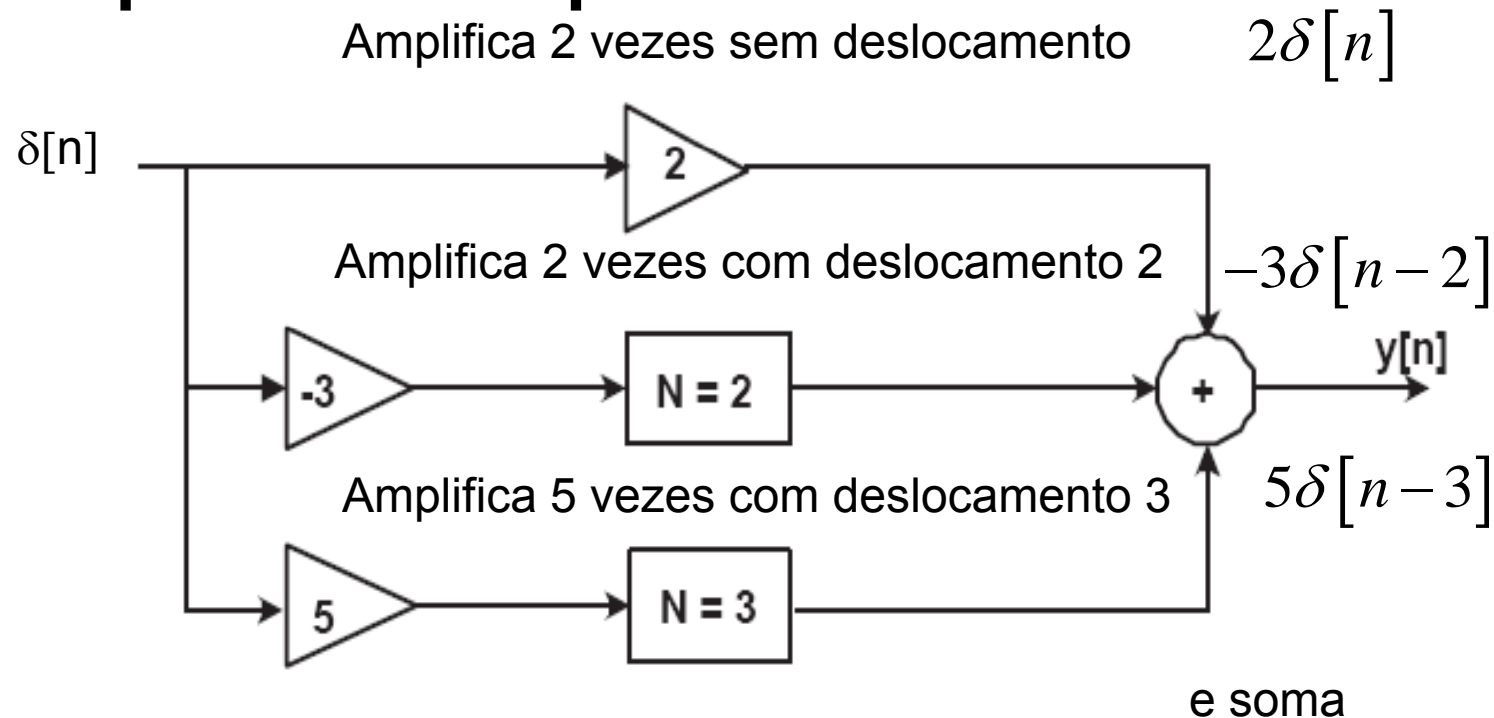 Amplifica 2 vezes sem deslocamento 2δ[n]
δ[n]
2
Amplifica 2 vezes com deslocamento 2 −3δ[n−2]
y[n]
-3
N = 2
+
Amplifica 5 vezes com deslocamento 3 5δ[n−3]
5
N = 3
e soma